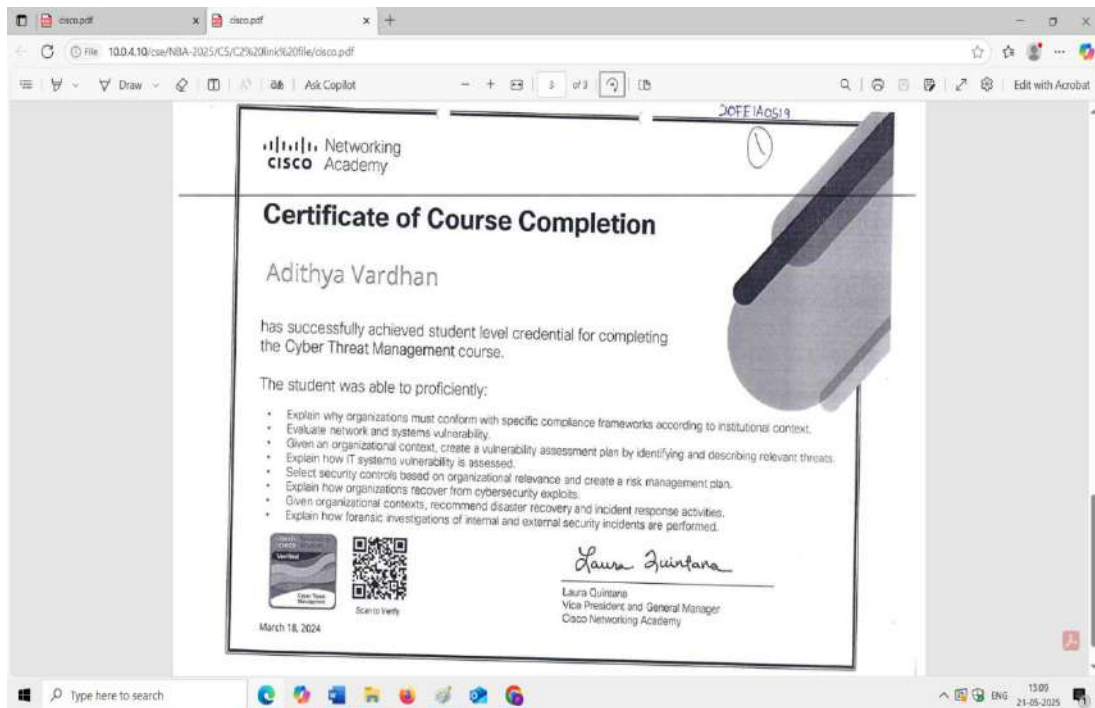 cisco.pdf
cisco.pdf
File 10.0.4.10/cse/NBA-2025/C5/C2%20link%20file/cisco.pdf
Draw
Ask Copilot
3 of 3
Edit with Acrobat
20FE1A0519
1
Networking
CISCO Academy
Certificate of Course Completion
Adithya Vardhan
has successfully achieved student level credential for completing
the Cyber Threat Management course.
The student was able to proficiently:
• Explain why organizations must conform with specific compliance frameworks according to institutional context.
• Evaluate network and systems vulnerability.
• Given an organizational context, create a vulnerability assessment plan by identifying and describing relevant threats.
• Explain how IT systems vulnerability is assessed.
• Select security controls based on organizational relevance and create a risk management plan.
• Explain how organizations recover from cybersecurity exploits.
• Given organizational contexts, recommend disaster recovery and incident response activities.
• Explain how forensic investigations of internal and external security incidents are performed.
Verified
Cyber Threat
Management
Scan to Verify
Laura Quintana
Laura Quintana
Vice President and General Manager
Cisco Networking Academy
March 18, 2024
Type here to search
ENG
13:09
21-05-2025